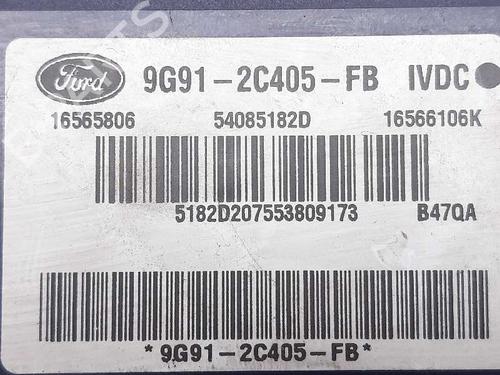 Ford 9G91-2C405-FB IVDC
16565806 54085182D 16566106K
5182D207553809173 B47QA
*9G91-2C405-FB*